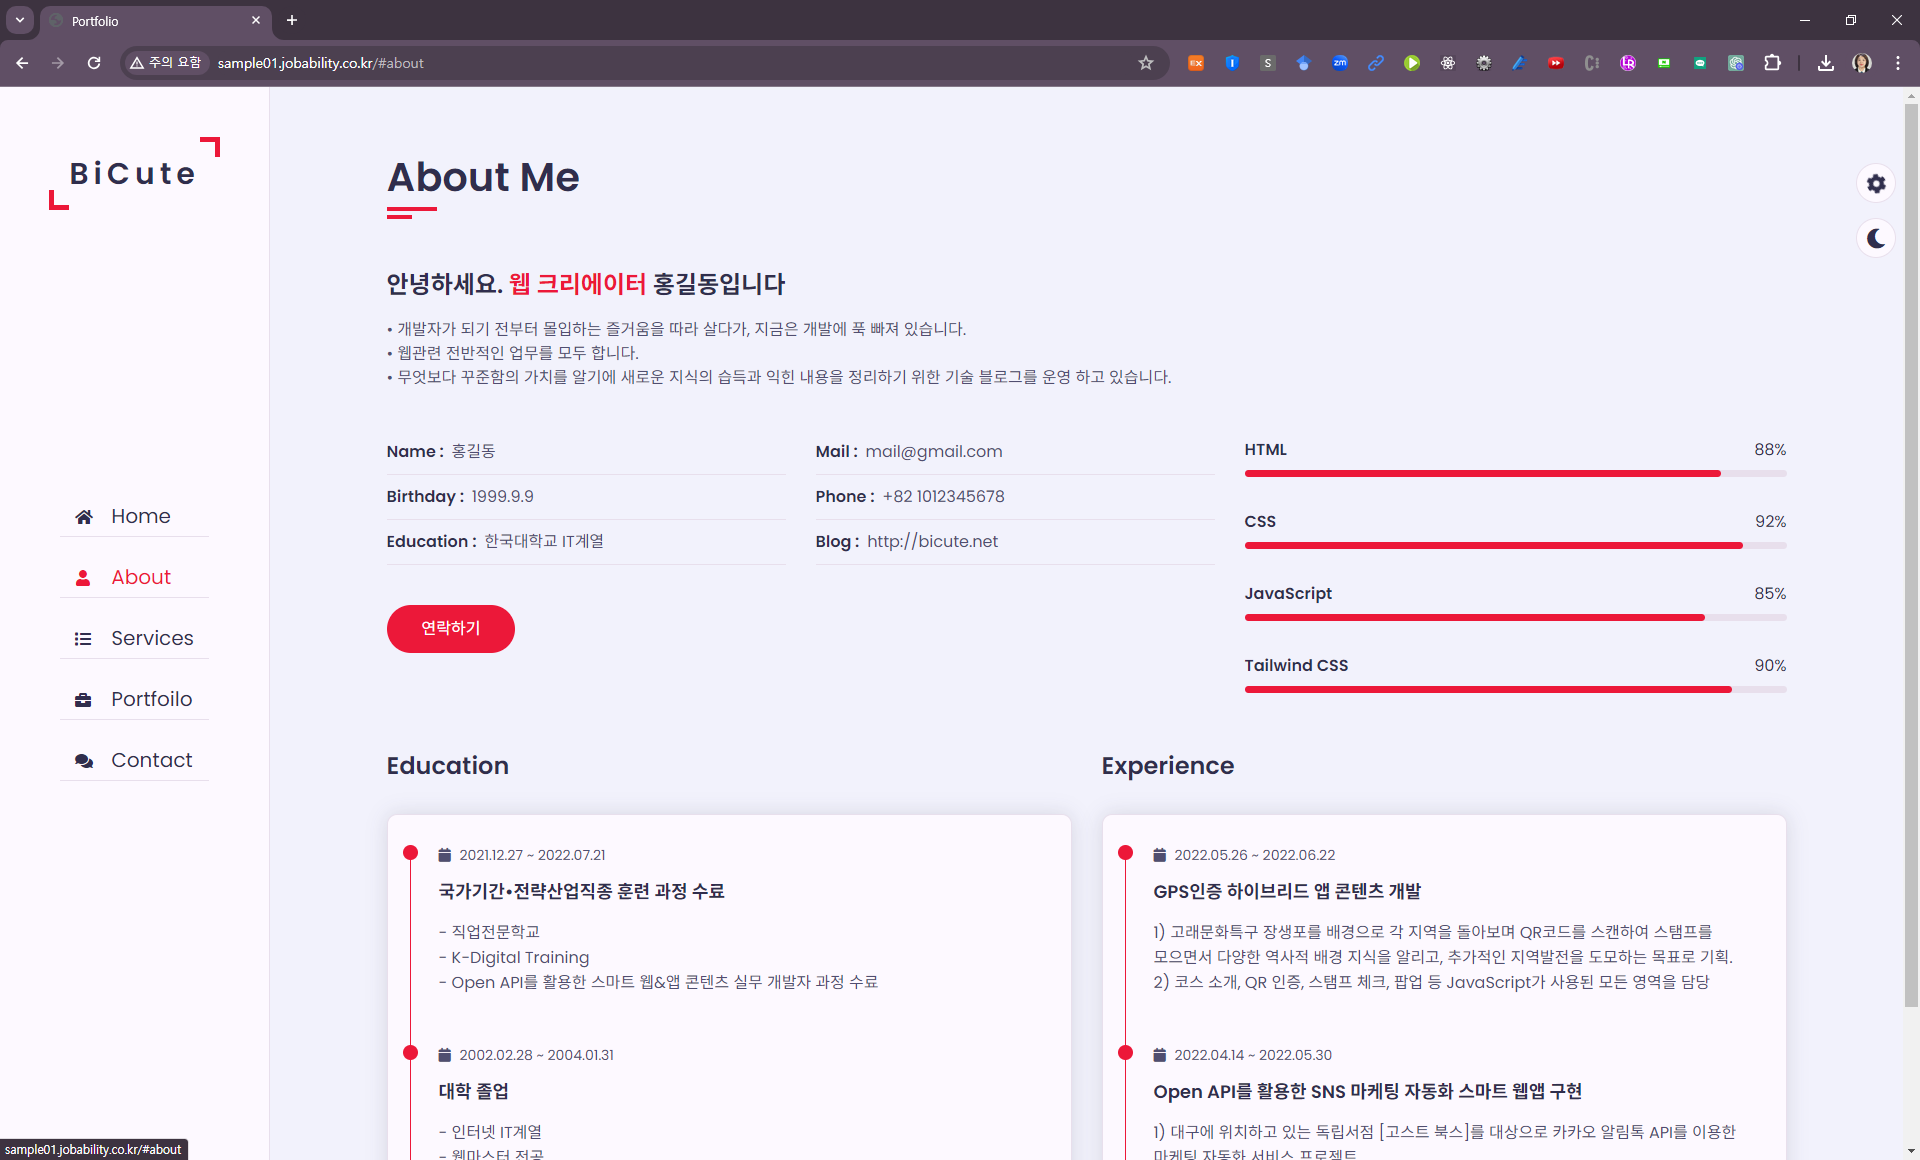 Portfolio
주의 요함
sample01.jobability.co.kr/#about
BiCute
Home
About
Services
Portfoilo
Contact
About Me
안녕하세요. 웹 크리에이터 홍길동입니다
• 개발자가 되기 전부터 몰입하는 즐거움을 따라 살다가, 지금은 개발에 푹 빠져 있습니다.
• 웹관련 전반적인 업무를 모두 합니다.
• 무엇보다 꾸준함의 가치를 알기에 새로운 지식의 습득과 익힌 내용을 정리하기 위한 기술 블로그를 운영 하고 있습니다.
Name : 홍길동
Birthday : 1999.9.9
Education : 한국대학교 IT계열
Mail : mail@gmail.com
Phone : +82 1012345678
Blog : http://bicute.net
연락하기
HTML 88%
CSS 92%
JavaScript 85%
Tailwind CSS 90%
Education
2021.12.27 ~ 2022.07.21
국가기간•전략산업직종 훈련 과정 수료
- 직업전문학교
- K-Digital Training
- Open API를 활용한 스마트 웹&앱 콘텐츠 실무 개발자 과정 수료
2002.02.28 ~ 2004.01.31
대학 졸업
- 인터넷 IT계열
- 웹마스터 전공
Experience
2022.05.26 ~ 2022.06.22
GPS인증 하이브리드 앱 콘텐츠 개발
1) 고래문화특구 장생포를 배경으로 각 지역을 돌아보며 QR코드를 스캔하여 스탬프를
모으면서 다양한 역사적 배경 지식을 알리고, 추가적인 지역발전을 도모하는 목표로 기획.
2) 코스 소개, QR 인증, 스탬프 체크, 팝업 등 JavaScript가 사용된 모든 영역을 담당
2022.04.14 ~ 2022.05.30
Open API를 활용한 SNS 마케팅 자동화 스마트 웹앱 구현
1) 대구에 위치하고 있는 독립서점 [고스트 북스]를 대상으로 카카오 알림톡 API를 이용한
마케팅 자동화 서비스 프로젝트
sample01.jobability.co.kr/#about